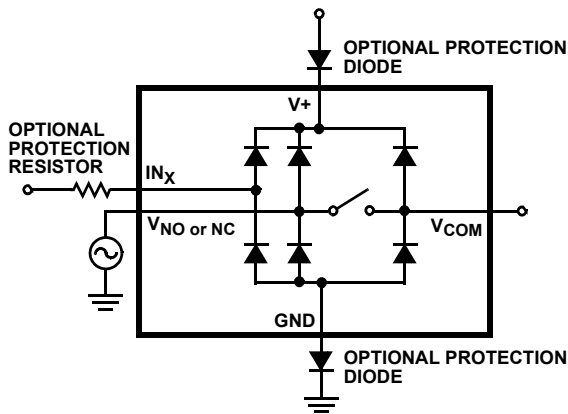 OPTIONAL PROTECTION
DIODE
V+
OPTIONAL
PROTECTION
RESISTOR
INX
VNO or NC
VCOM
GND
OPTIONAL PROTECTION
DIODE